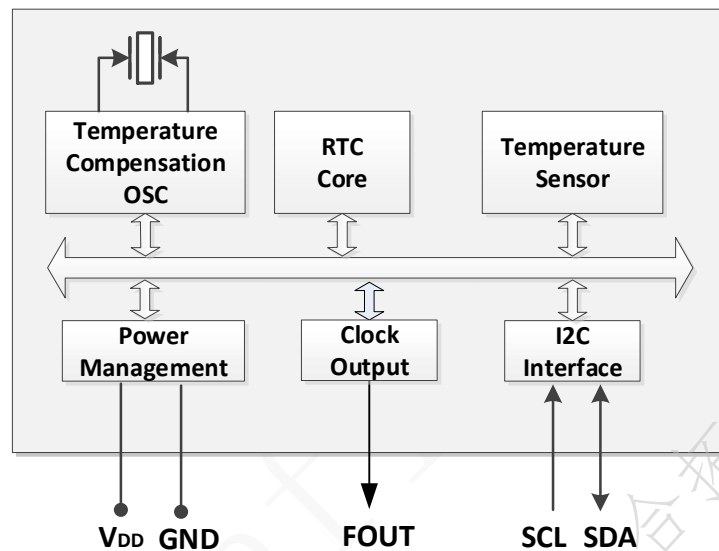 Temperature
Compensation
OSC
RTC
Core
Temperature
Sensor
Power
Management
Clock
Output
I2C
Interface
VDD GND FOUT SCL SDA